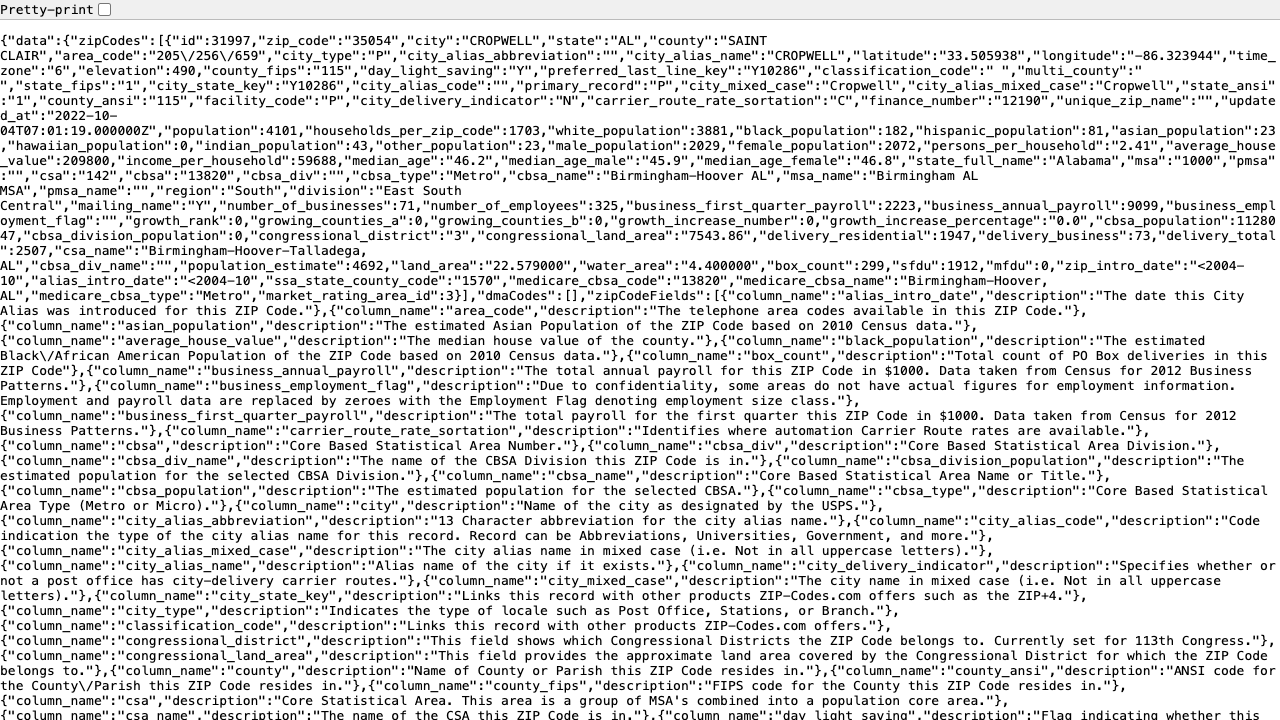 Pretty-print
{"data":{"zipCodes":[{"id":31997,"zip_code":"35054","city":"CROPWELL","state":"AL","county":"SAINT
CLAIR","area_code":"205\/256\/659","city_type":"P","city_alias_abbreviation":"","city_alias_name":"CROPWELL","latitude":"33.505938","longitude":"-86.323944","time_
zone":"6","elevation":490,"county_fips":"115","day_light_saving":"Y","preferred_last_line_key":"Y10286","classification_code":" ","multi_county":"
","state_fips":"1","city_state_key":"Y10286","city_alias_code":"","primary_record":"P","city_mixed_case":"Cropwell","city_alias_mixed_case":"Cropwell","state_ansi"
:"1","county_ansi":"115","facility_code":"P","city_delivery_indicator":"N","carrier_route_rate_sortation":"C","finance_number":"12190","unique_zip_name":"","update
d_at":"2022-10-
04T07:01:19.000000Z","population":4101,"households_per_zip_code":1703,"white_population":3881,"black_population":182,"hispanic_population":81,"asian_population":23
,"hawaiian_population":0,"indian_population":43,"other_population":23,"male_population":2029,"female_population":2072,"persons_per_household":"2.41","average_house
_value":209800,"income_per_household":59688,"median_age":"46.2","median_age_male":"45.9","median_age_female":"46.8","state_full_name":"Alabama","msa":"1000","pmsa"
:"","csa":"142","cbsa":"13820","cbsa_div":"","cbsa_type":"Metro","cbsa_name":"Birmingham-Hoover AL","msa_name":"Birmingham AL
MSA","pmsa_name":"","region":"South","division":"East South
Central","mailing_name":"Y","number_of_businesses":71,"number_of_employees":325,"business_first_quarter_payroll":2223,"business_annual_payroll":9099,"business_empl
oyment_flag":"","growth_rank":0,"growing_counties_a":0,"growing_counties_b":0,"growth_increase_number":0,"growth_increase_percentage":"0.0","cbsa_population":11280
47,"cbsa_division_population":0,"congressional_district":"3","congressional_land_area":"7543.86","delivery_residential":1947,"delivery_business":73,"delivery_total
":2507,"csa_name":"Birmingham-Hoover-Talladega,
AL","cbsa_div_name":"","population_estimate":4692,"land_area":"22.579000","water_area":"4.400000","box_count":299,"sfdu":1912,"mfdu":0,"zip_intro_date":"<2004-
10","alias_intro_date":"<2004-10","ssa_state_county_code":"1570","medicare_cbsa_code":"13820","medicare_cbsa_name":"Birmingham-Hoover,
AL","medicare_cbsa_type":"Metro","market_rating_area_id":3}],"dmaCodes":[],"zipCodeFields":[{"column_name":"alias_intro_date","description":"The date this City
Alias was introduced for this ZIP Code."},{"column_name":"area_code","description":"The telephone area codes available in this ZIP Code."},
{"column_name":"asian_population","description":"The estimated Asian Population of the ZIP Code based on 2010 Census data."},
{"column_name":"average_house_value","description":"The median house value of the county."},{"column_name":"black_population","description":"The estimated
Black\/African American Population of the ZIP Code based on 2010 Census data."},{"column_name":"box_count","description":"Total count of PO Box deliveries in this
ZIP Code"},{"column_name":"business_annual_payroll","description":"The total annual payroll for this ZIP Code in $1000. Data taken from Census for 2012 Business
Patterns."},{"column_name":"business_employment_flag","description":"Due to confidentiality, some areas do not have actual figures for employment information.
Employment and payroll data are replaced by zeroes with the Employment Flag denoting employment size class."},
{"column_name":"business_first_quarter_payroll","description":"The total payroll for the first quarter this ZIP Code in $1000. Data taken from Census for 2012
Business Patterns."},{"column_name":"carrier_route_rate_sortation","description":"Identifies where automation Carrier Route rates are available."},
{"column_name":"cbsa","description":"Core Based Statistical Area Number."},{"column_name":"cbsa_div","description":"Core Based Statistical Area Division."},
{"column_name":"cbsa_div_name","description":"The name of the CBSA Division this ZIP Code is in."},{"column_name":"cbsa_division_population","description":"The
estimated population for the selected CBSA Division."},{"column_name":"cbsa_name","description":"Core Based Statistical Area Name or Title."},
{"column_name":"cbsa_population","description":"The estimated population for the selected CBSA."},{"column_name":"cbsa_type","description":"Core Based Statistical
Area Type (Metro or Micro)."},{"column_name":"city","description":"Name of the city as designated by the USPS."},
{"column_name":"city_alias_abbreviation","description":"13 Character abbreviation for the city alias name."},{"column_name":"city_alias_code","description":"Code
indication the type of the city alias name for this record. Record can be Abbreviations, Universities, Government, and more."},
{"column_name":"city_alias_mixed_case","description":"The city alias name in mixed case (i.e. Not in all uppercase letters)."},
{"column_name":"city_alias_name","description":"Alias name of the city if it exists."},{"column_name":"city_delivery_indicator","description":"Specifies whether or
not a post office has city-delivery carrier routes."},{"column_name":"city_mixed_case","description":"The city name in mixed case (i.e. Not in all uppercase
letters)."},{"column_name":"city_state_key","description":"Links this record with other products ZIP-Codes.com offers such as the ZIP+4."},
{"column_name":"city_type","description":"Indicates the type of locale such as Post Office, Stations, or Branch."},
{"column_name":"classification_code","description":"Links this record with other products ZIP-Codes.com offers."},
{"column_name":"congressional_district","description":"This field shows which Congressional Districts the ZIP Code belongs to. Currently set for 113th Congress."},
{"column_name":"congressional_land_area","description":"This field provides the approximate land area covered by the Congressional District for which the ZIP Code
belongs to."},{"column_name":"county","description":"Name of County or Parish this ZIP Code resides in."},{"column_name":"county_ansi","description":"ANSI code for
the County\/Parish this ZIP Code resides in."},{"column_name":"county_fips","description":"FIPS code for the County this ZIP Code resides in."},
{"column_name":"csa","description":"Core Statistical Area. This area is a group of MSA's combined into a population core area."},
{"column_name":"csa_name","description":"The name of the CSA this ZIP Code is in."},{"column_name":"day_light_saving","description":"Flag indicating whether this